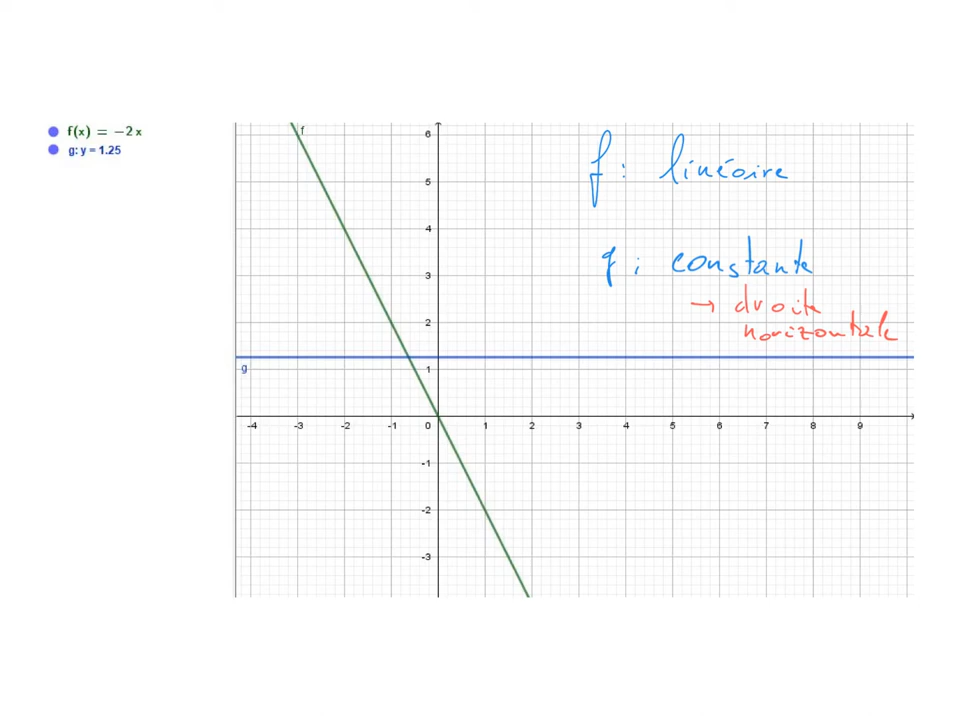 f(x) = −2 x
g: y = 1.25
f
6
5
4
3
2
1
0
-1
-2
-3
-4 -3 -2 -1 1 2 3 4 5 6 7 8 9
g
f : linéaire
g : constante
→ droite
horizontale